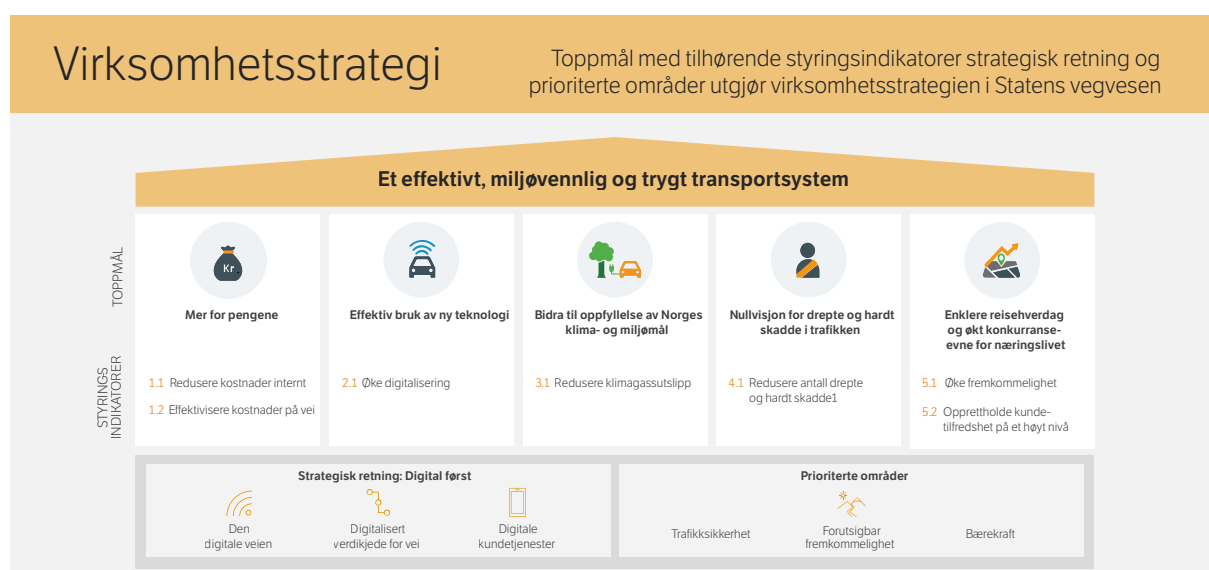 Virksomhetsstrategi
Toppmål med tilhørende styringsindikatorer strategisk retning og
prioriterte områder utgjør virksomhetsstrategien i Statens vegvesen
Et effektivt, miljøvennlig og trygt transportsystem
TOPPMÅL
Kr
Mer for pengene
Effektiv bruk av ny teknologi
Bidra til oppfyllelse av Norges
klima- og miljømål
Nullvisjon for drepte og hardt
skadde i trafikken
Enklere reisehverdag
og økt konkurranse-
evne for næringslivet
STYRINGS
INDIKATORER
1.1 Redusere kostnader internt
1.2 Effektivisere kostnader på vei
2.1 Øke digitalisering
3.1 Redusere klimagassutslipp
4.1 Redusere antall drepte
og hardt skadde1
5.1 Øke fremkommelighet
5.2 Opprettholde kunde-
tilfredshet på et høyt nivå
Strategisk retning: Digital først
Den
digitale veien
Digitalisert
verdikjede for vei
Digitale
kundetjenester
Prioriterte områder
Trafikksikkerhet
Forutsigbar
fremkommelighet
Bærekraft